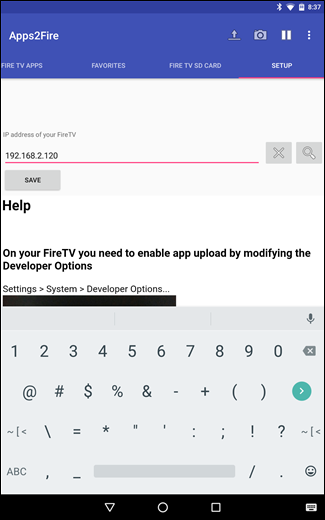 8:37
Apps2Fire
FIRE TV APPS FAVORITES FIRE TV SD CARD SETUP
IP address of your FireTV
192.168.2.120
SAVE
Help
On your FireTV you need to enable app upload by modifying the
Developer Options
Settings > System > Developer Options...
1 2 3 4 5 6 7 8 9 0
@ # $ % & - + ( )
~ [ < \ = * " ' : ; ! ? ~ [ <
ABC , _ / .